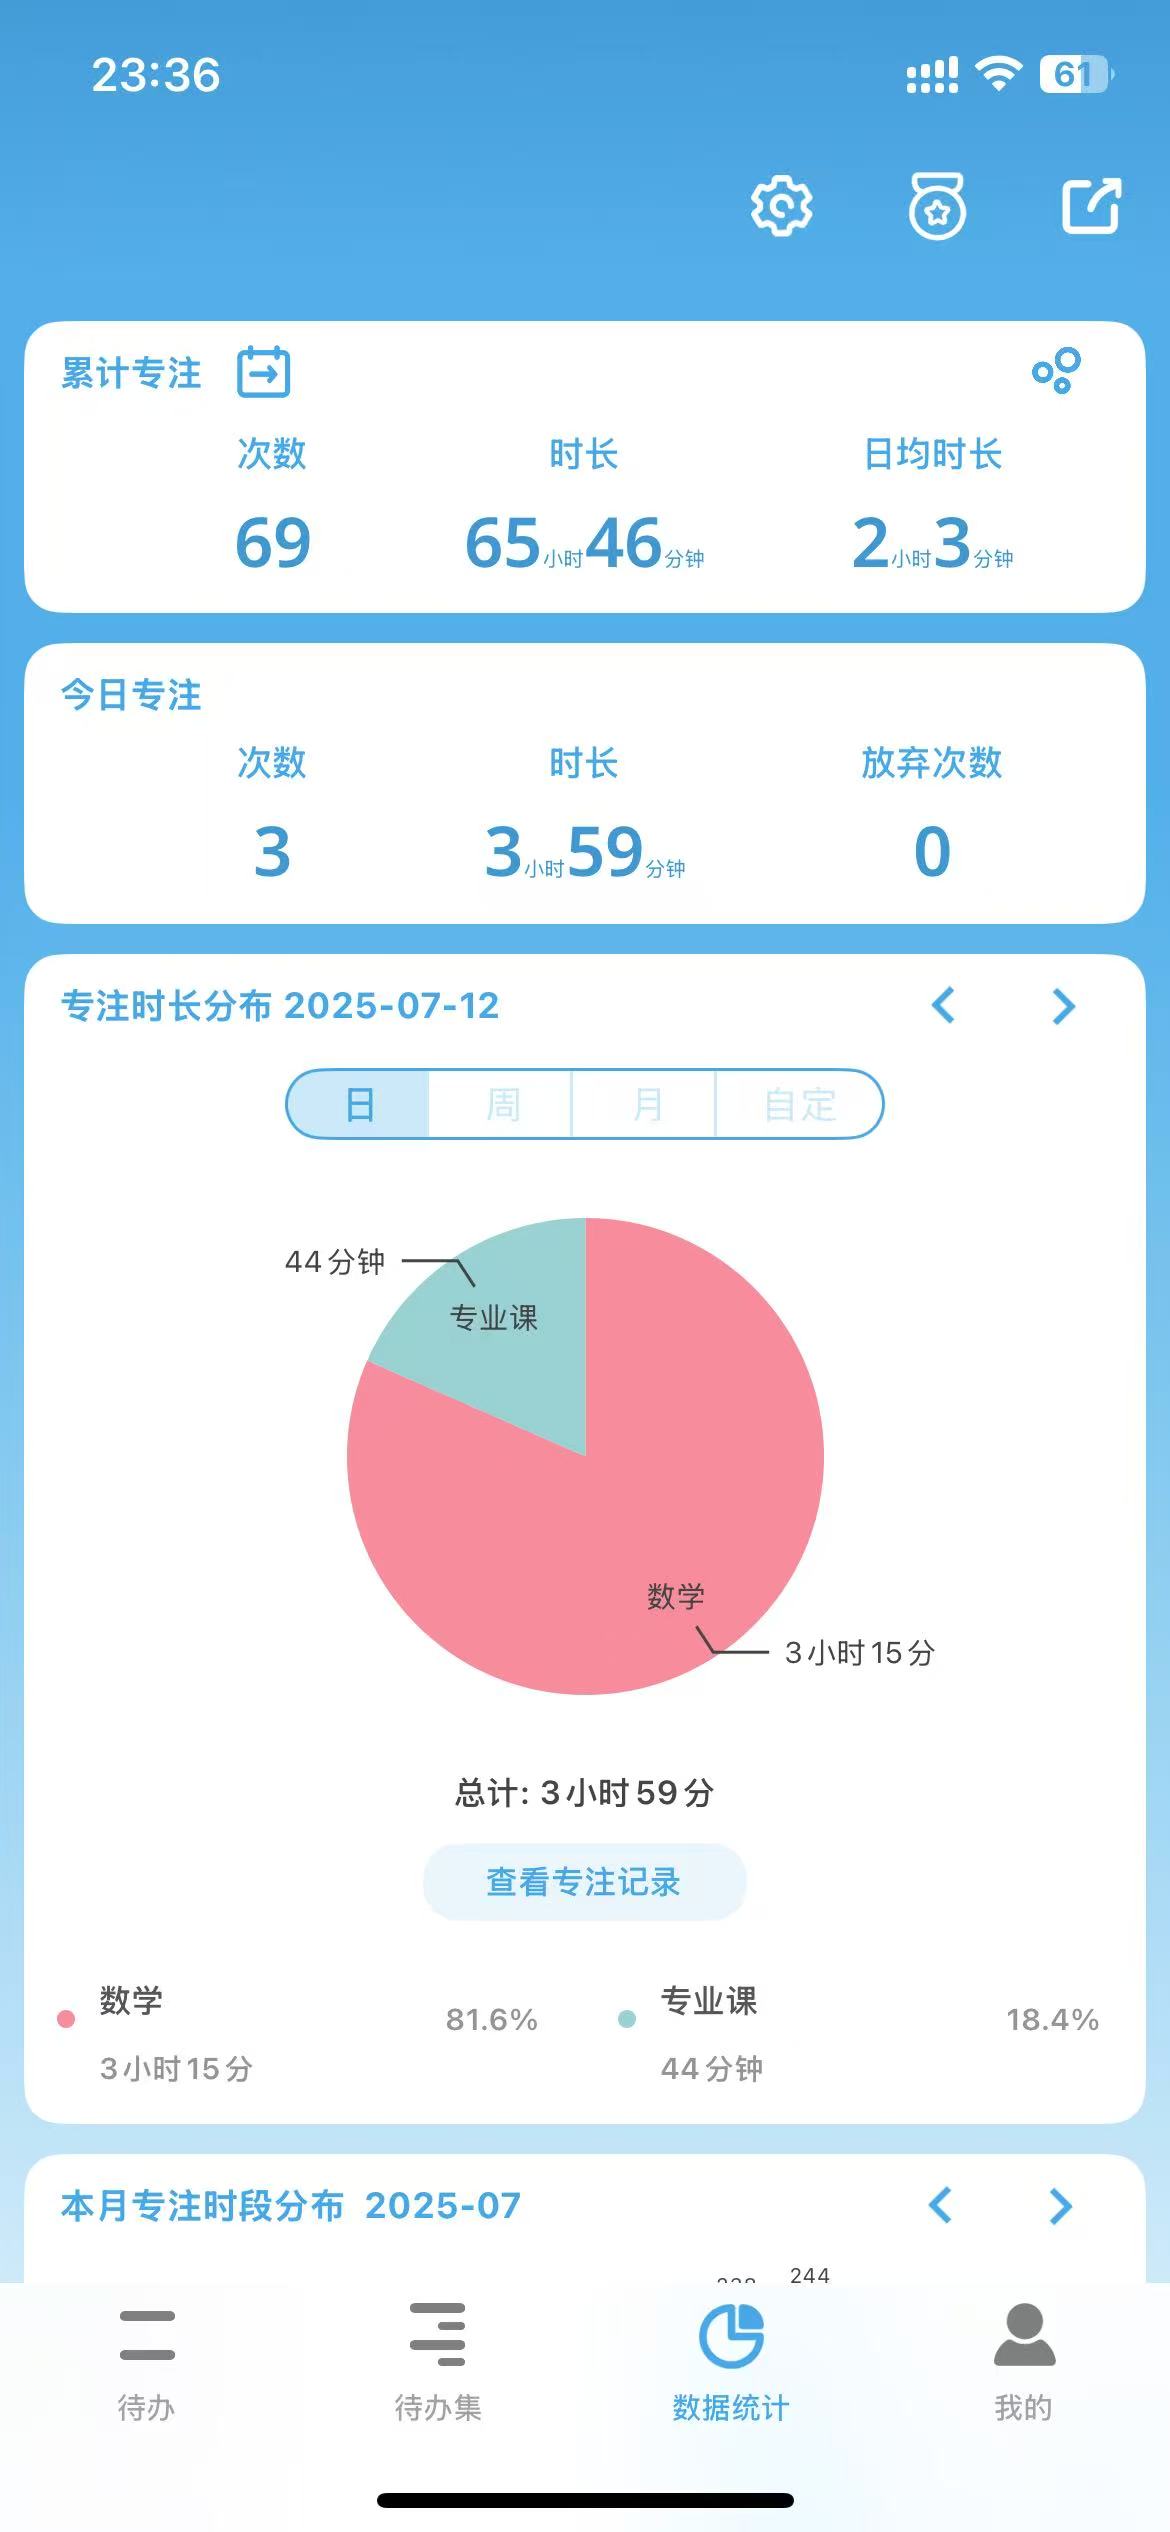 23:36
61
累计专注
次数 时长 日均时长
69 65小时46分钟 2小时3分钟
今日专注
次数 时长 放弃次数
3 3小时59分钟 0
专注时长分布 2025-07-12
日 周 月 自定
44分钟
专业课
数学
3小时15分
总计: 3小时59分
查看专注记录
数学 81.6% 专业课 18.4%
3小时15分 44分钟
本月专注时段分布 2025-07
244
待办 待办集 数据统计 我的